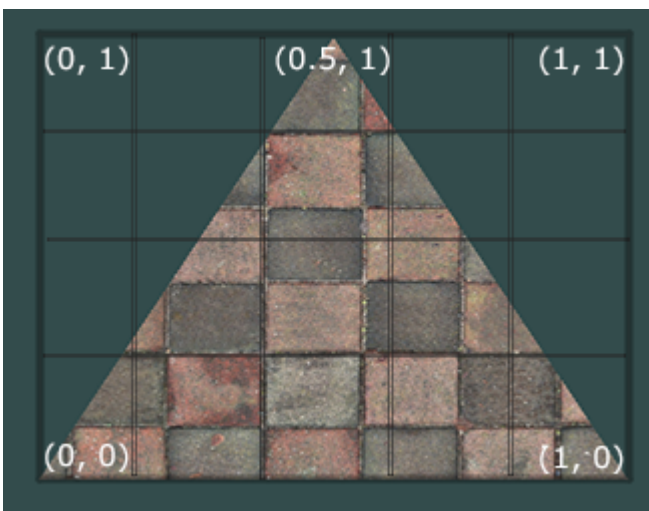 (0, 1) (0.5, 1) (1, 1)
(0, 0) (1, 0)